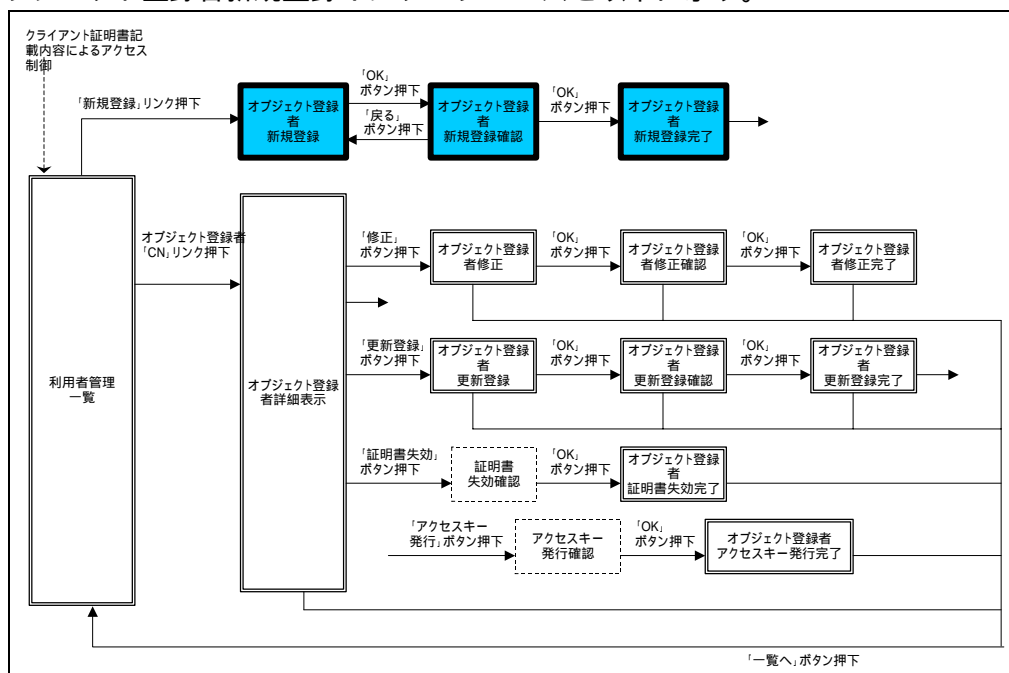 クライアント証明書記
載内容によるアクセス
制御
「新規登録」リンク押下
オブジェクト登録
者
新規登録
「OK」
ボタン押下
「戻る」
ボタン押下
オブジェクト登録
者
新規登録確認
「OK」
ボタン押下
オブジェクト登録
者
新規登録完了
利用者管理
一覧
オブジェクト登録者
「CN」リンク押下
オブジェクト登録
者詳細表示
「修正」
ボタン押下
オブジェクト登録
者修正
「OK」
ボタン押下
オブジェクト登録
者修正確認
「OK」
ボタン押下
オブジェクト登録
者修正完了
「更新登録」
ボタン押下
オブジェクト登録
者
更新登録
「OK」
ボタン押下
オブジェクト登録
者
更新登録確認
「OK」
ボタン押下
オブジェクト登録
者
更新登録完了
「証明書失効」
ボタン押下
証明書
失効確認
「OK」
ボタン押下
オブジェクト登録
者
証明書失効完了
「アクセスキー
発行」ボタン押下
アクセスキー
発行確認
「OK」
ボタン押下
オブジェクト登録者
アクセスキー発行完了
「一覧へ」ボタン押下